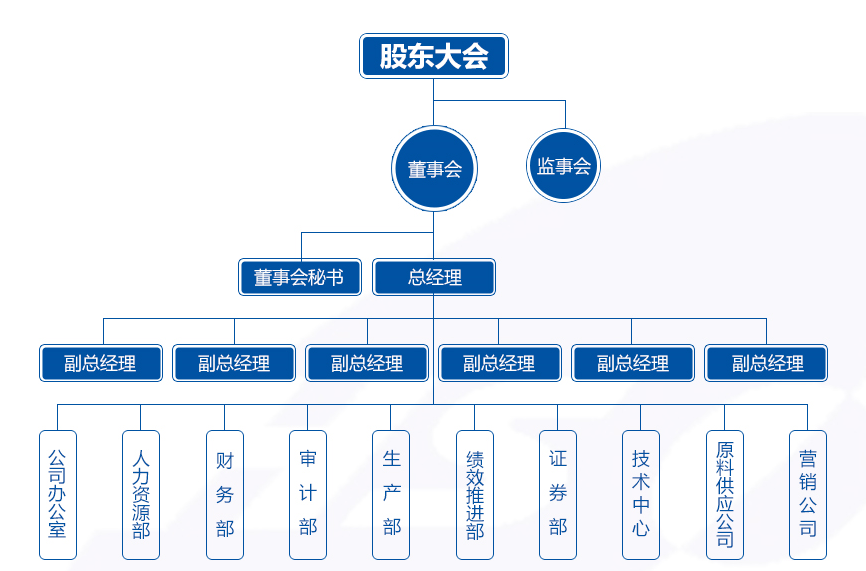 股东大会
董事会
监事会
董事会秘书
总经理
副总经理
副总经理
副总经理
副总经理
副总经理
副总经理
公司办公室
人力资源部
财务部
审计部
生产部
绩效推进部
证券部
技术中心
原料供应公司
营销公司